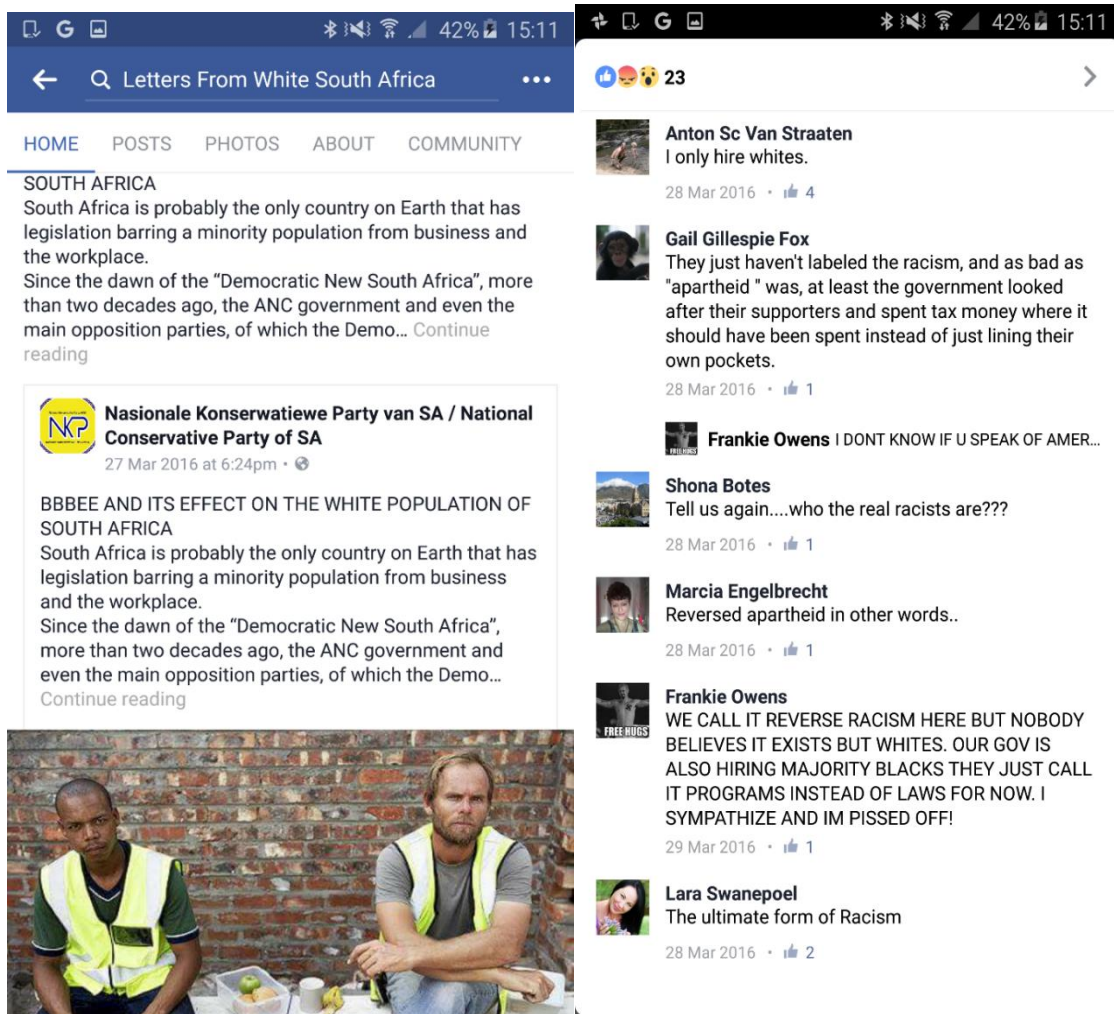 42% 15:11
Letters From White South Africa
HOME POSTS PHOTOS ABOUT COMMUNITY
SOUTH AFRICA
South Africa is probably the only country on Earth that has
legislation barring a minority population from business and
the workplace.
Since the dawn of the “Democratic New South Africa”, more
than two decades ago, the ANC government and even the
main opposition parties, of which the Demo... Continue
reading
NKP
Nasionale Konserwatiewe Party van SA / National
Conservative Party of SA
27 Mar 2016 at 6:24pm •
BBBEE AND ITS EFFECT ON THE WHITE POPULATION OF
SOUTH AFRICA
South Africa is probably the only country on Earth that has
legislation barring a minority population from business
and the workplace.
Since the dawn of the “Democratic New South Africa”,
more than two decades ago, the ANC government and
even the main opposition parties, of which the Demo...
Continue reading
G 42% 15:11
23
Anton Sc Van Straaten
I only hire whites.
28 Mar 2016 • 4
Gail Gillespie Fox
They just haven't labeled the racism, and as bad as
"apartheid " was, at least the government looked
after their supporters and spent tax money where it
should have been spent instead of just lining their
own pockets.
28 Mar 2016 • 1
FREE HUGS
Frankie Owens I DONT KNOW IF U SPEAK OF AMER...
Shona Botes
Tell us again....who the real racists are???
28 Mar 2016 • 1
Marcia Engelbrecht
Reversed apartheid in other words..
28 Mar 2016 • 1
Frankie Owens
WE CALL IT REVERSE RACISM HERE BUT NOBODY
BELIEVES IT EXISTS BUT WHITES. OUR GOV IS
ALSO HIRING MAJORITY BLACKS THEY JUST CALL
IT PROGRAMS INSTEAD OF LAWS FOR NOW. I
SYMPATHIZE AND IM PISSED OFF!
FREE HUGS
29 Mar 2016 • 1
Lara Swanepoel
The ultimate form of Racism
28 Mar 2016 • 2